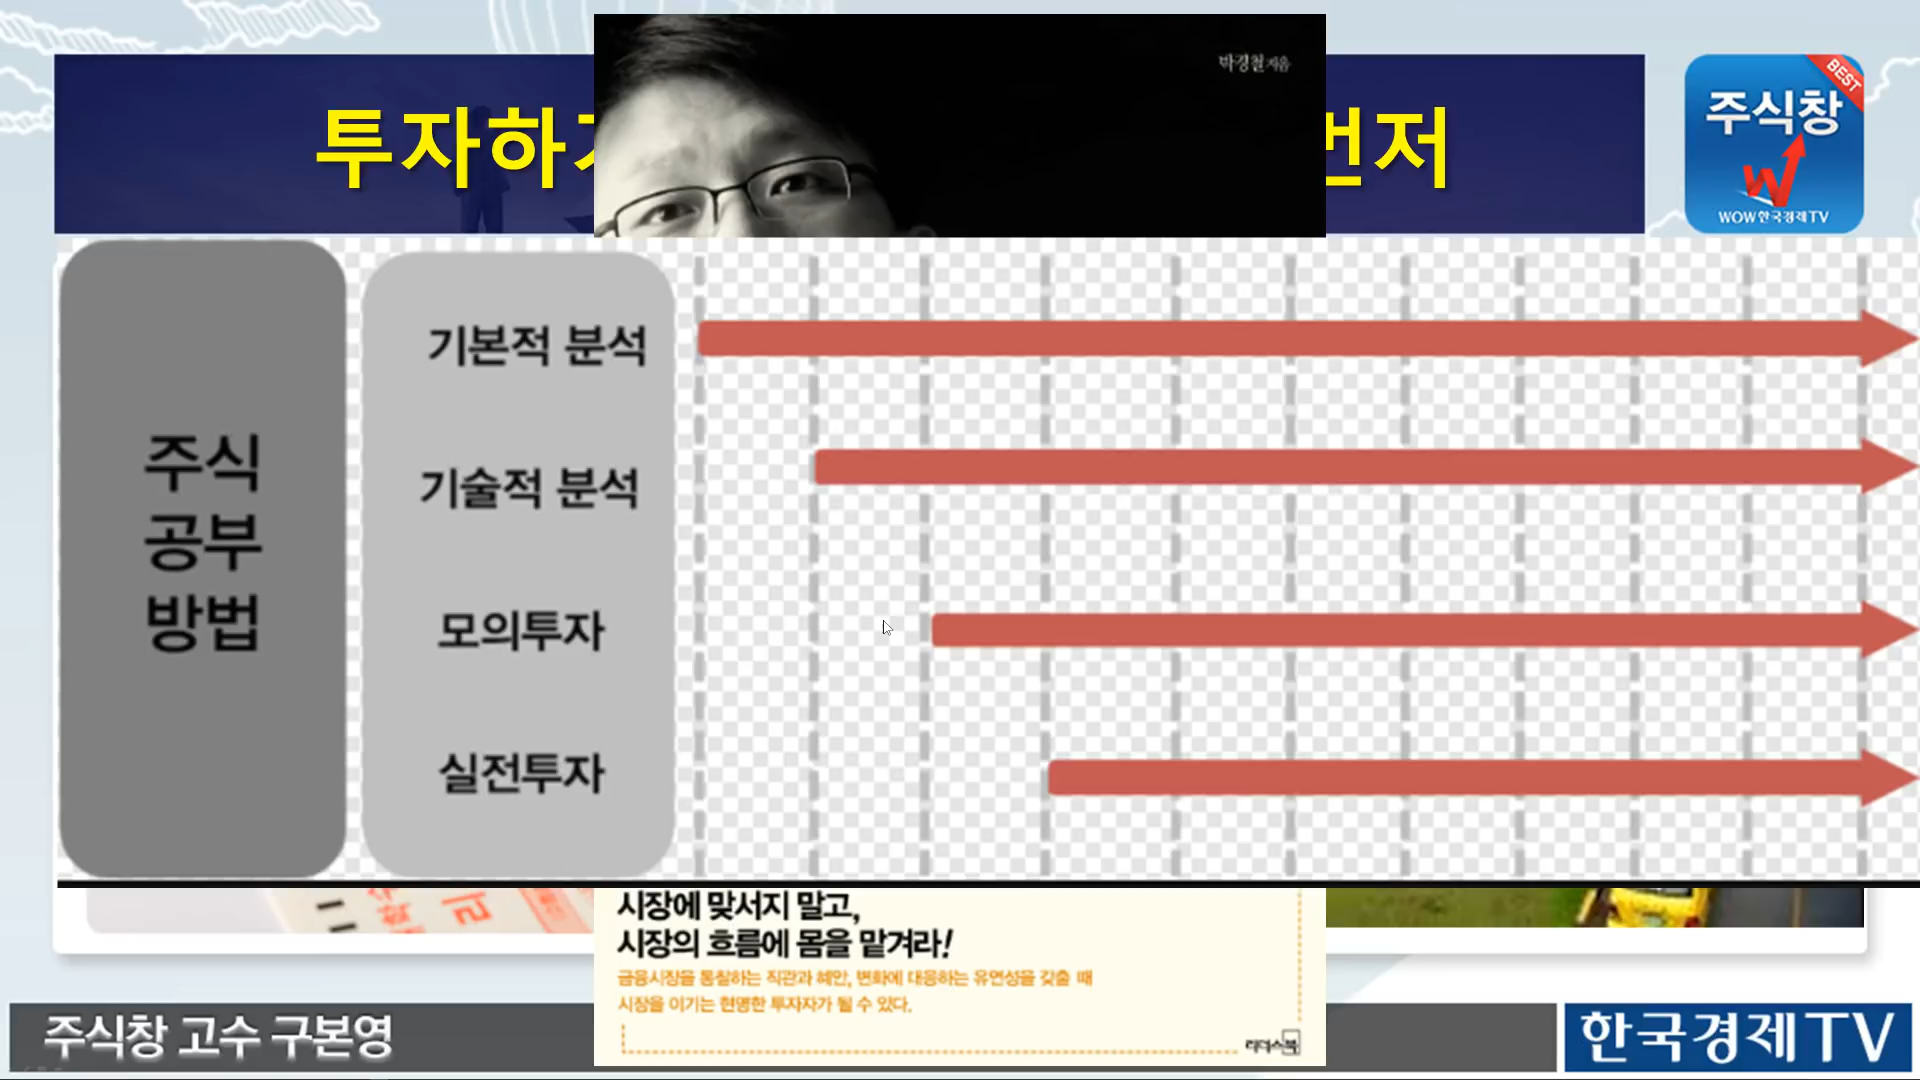 투자하
먼저
박경철 지음
BEST
주식창
WOW 한국경제TV
주식
공부
방법
기본적 분석
기술적 분석
모의투자
실전투자
시장에 맞서지 말고,
시장의 흐름에 몸을 맡겨라!
금융시장을 통찰하는 직관과 혜안, 변화에 대응하는 유연성을 갖출 때
시장을 이기는 현명한 투자자가 될 수 있다.
리더스북
주식창 고수 구본영
한국경제TV